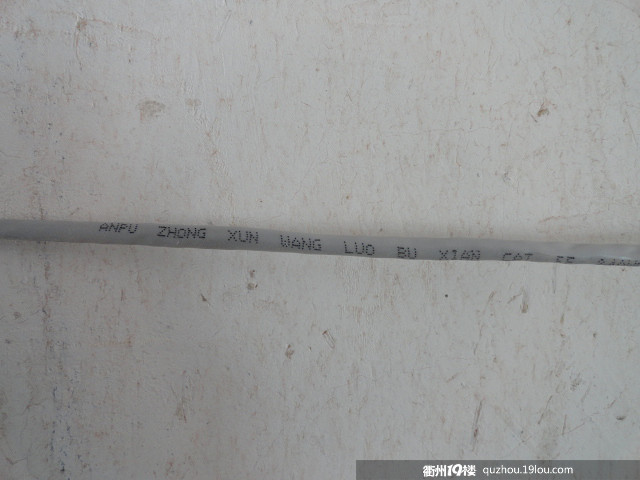 ANPU ZHONG XUN WANG LUO BU XIAN CAT 5E
衢州19楼 quzhou.19lou.com